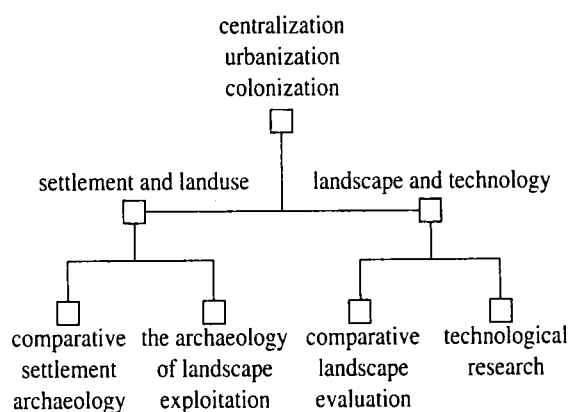 centralization
urbanization
colonization
settlement and landuse
landscape and technology
comparative
settlement
archaeology
the archaeology
of landscape
exploitation
comparative
landscape
evaluation
technological
research